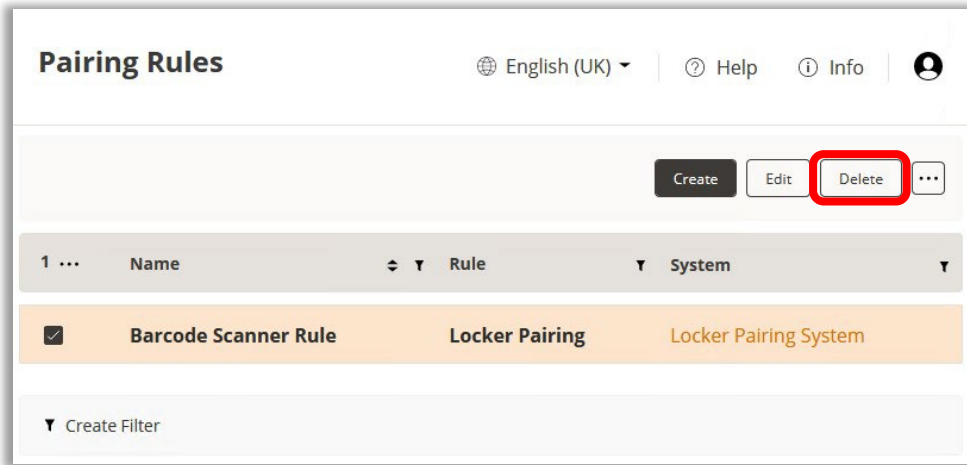 Pairing Rules English (UK) Help Info
Create Edit Delete ...
1 ... Name Rule System
Barcode Scanner Rule Locker Pairing Locker Pairing System
Create Filter